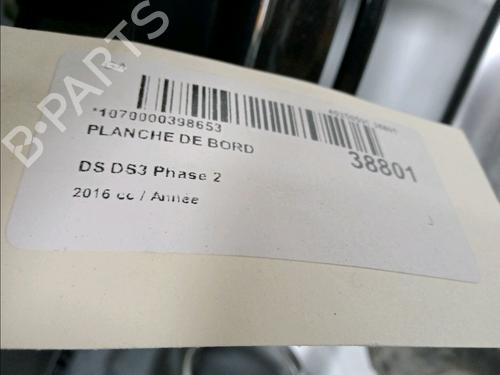 B-PARTS
*1070000398653
PLANCHE DE BORD
38801
DS DS3 Phase 2
2016 cc / Année